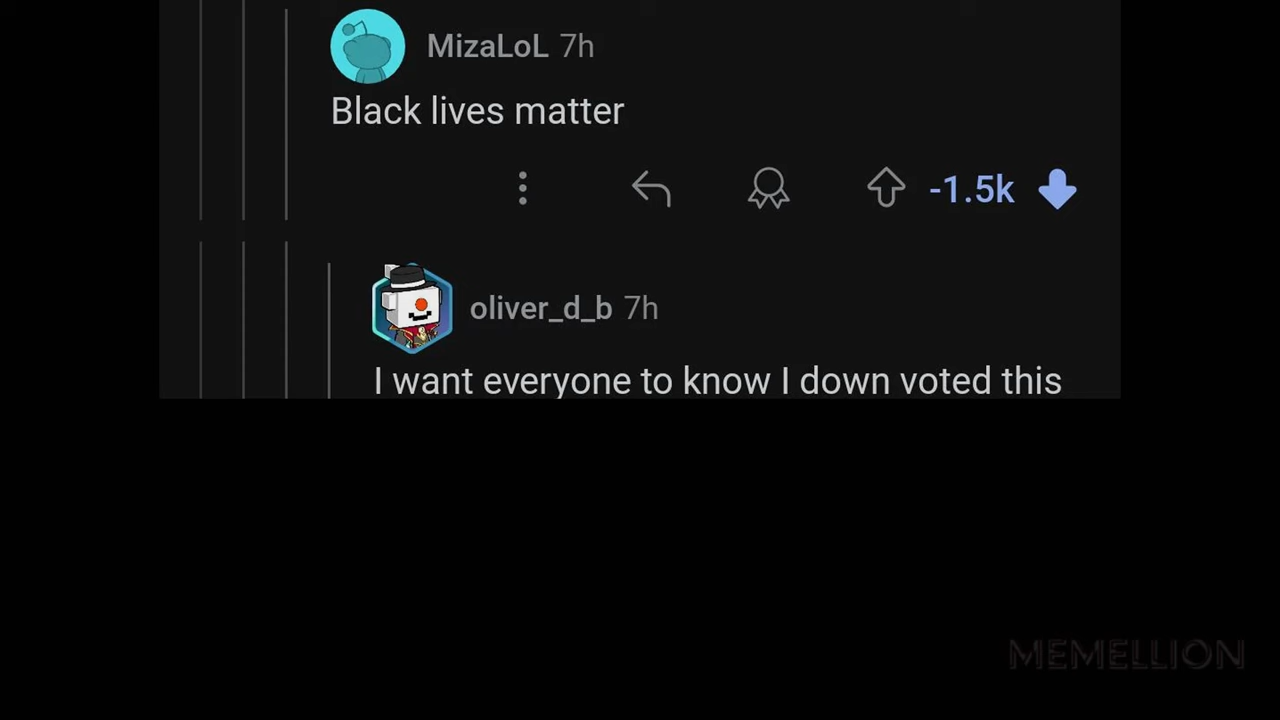 MizaLoL 7h
Black lives matter
-1.5k
oliver_d_b 7h
I want everyone to know I down voted this
MEMELLION